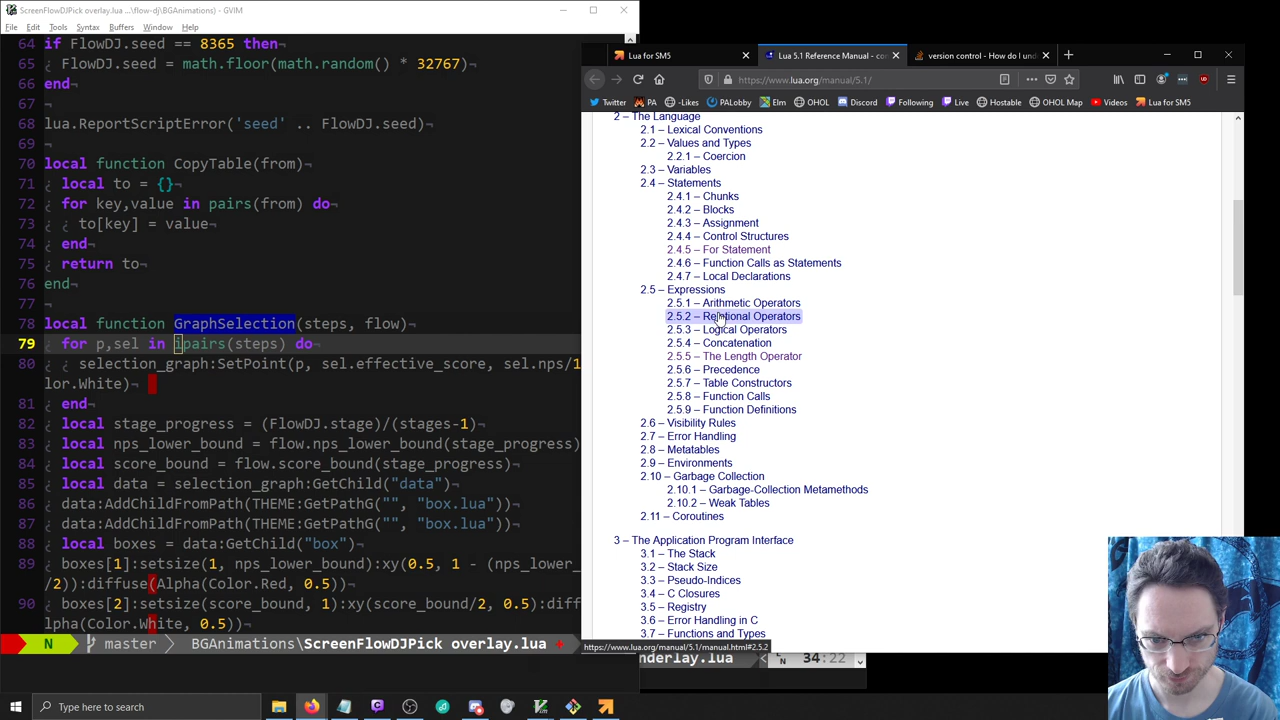 ScreenFlowDJPick overlay.lua ...\flow-dj\BGAnimations) - GVIM
File Edit Tools Syntax Buffers Window Help
64 if FlowDJ.seed == 8365 then
65 ¿ FlowDJ.seed = math.floor(math.random() * 32767)¬
66 end¬
67 ¬
68 lua.ReportScriptError('seed' .. FlowDJ.seed)¬
69 ¬
70 local function CopyTable(from)¬
71 ¿ local to = {}¬
72 ¿ for key,value in pairs(from) do¬
73 ¿ ¿ to[key] = value¬
74 ¿ end¬
75 ¿ return to¬
76 end¬
77 ¬
78 local function GraphSelection(steps, flow)¬
79 ¿ for p,sel in ipairs(steps) do¬
80 ¿ ¿ selection_graph:SetPoint(p, sel.effective_score, sel.nps/1
lor.White)
81 ¿ end¬
82 ¿ local stage_progress = (FlowDJ.stage)/(stages-1)¬
83 ¿ local nps_lower_bound = flow.nps_lower_bound(stage_progress)
84 ¿ local score_bound = flow.score_bound(stage_progress)¬
85 ¿ local data = selection_graph:GetChild("data")¬
86 ¿ data:AddChildFromPath(THEME:GetPathG("", "box.lua"))¬
87 ¿ data:AddChildFromPath(THEME:GetPathG("", "box.lua"))¬
88 ¿ local boxes = data:GetChild("box")¬
89 ¿ boxes[1]:setsize(1, nps_lower_bound):xy(0.5, 1 - (nps_lower_
/2)):diffuse(Alpha(Color.Red, 0.5))¬
90 ¿ boxes[2]:setsize(score_bound, 1):xy(score_bound/2, 0.5):diff
lpha(Color.White, 0.5))¬
N master BGAnimations\ScreenFlowDJPick overlay.lua +
Lua for SM5 Lua 5.1 Reference Manual - co version control - How do I und
https://www.lua.org/manual/5.1/
Twitter PA -Likes PALobby Elm OHOL Discord Following Live Hostable OHOL Map Videos Lua for SM5
2 – The Language
2.1 – Lexical Conventions
2.2 – Values and Types
2.2.1 – Coercion
2.3 – Variables
2.4 – Statements
2.4.1 – Chunks
2.4.2 – Blocks
2.4.3 – Assignment
2.4.4 – Control Structures
2.4.5 – For Statement
2.4.6 – Function Calls as Statements
2.4.7 – Local Declarations
2.5 – Expressions
2.5.1 – Arithmetic Operators
2.5.2 – Relational Operators
2.5.3 – Logical Operators
2.5.4 – Concatenation
2.5.5 – The Length Operator
2.5.6 – Precedence
2.5.7 – Table Constructors
2.5.8 – Function Calls
2.5.9 – Function Definitions
2.6 – Visibility Rules
2.7 – Error Handling
2.8 – Metatables
2.9 – Environments
2.10 – Garbage Collection
2.10.1 – Garbage-Collection Metamethods
2.10.2 – Weak Tables
2.11 – Coroutines
3 – The Application Program Interface
3.1 – The Stack
3.2 – Stack Size
3.3 – Pseudo-Indices
3.4 – C Closures
3.5 – Registry
3.6 – Error Handling in C
3.7 – Functions and Types
https://www.lua.org/manual/5.1/manual.html#2.5.2
nderlay.lua 34:22
Type here to search